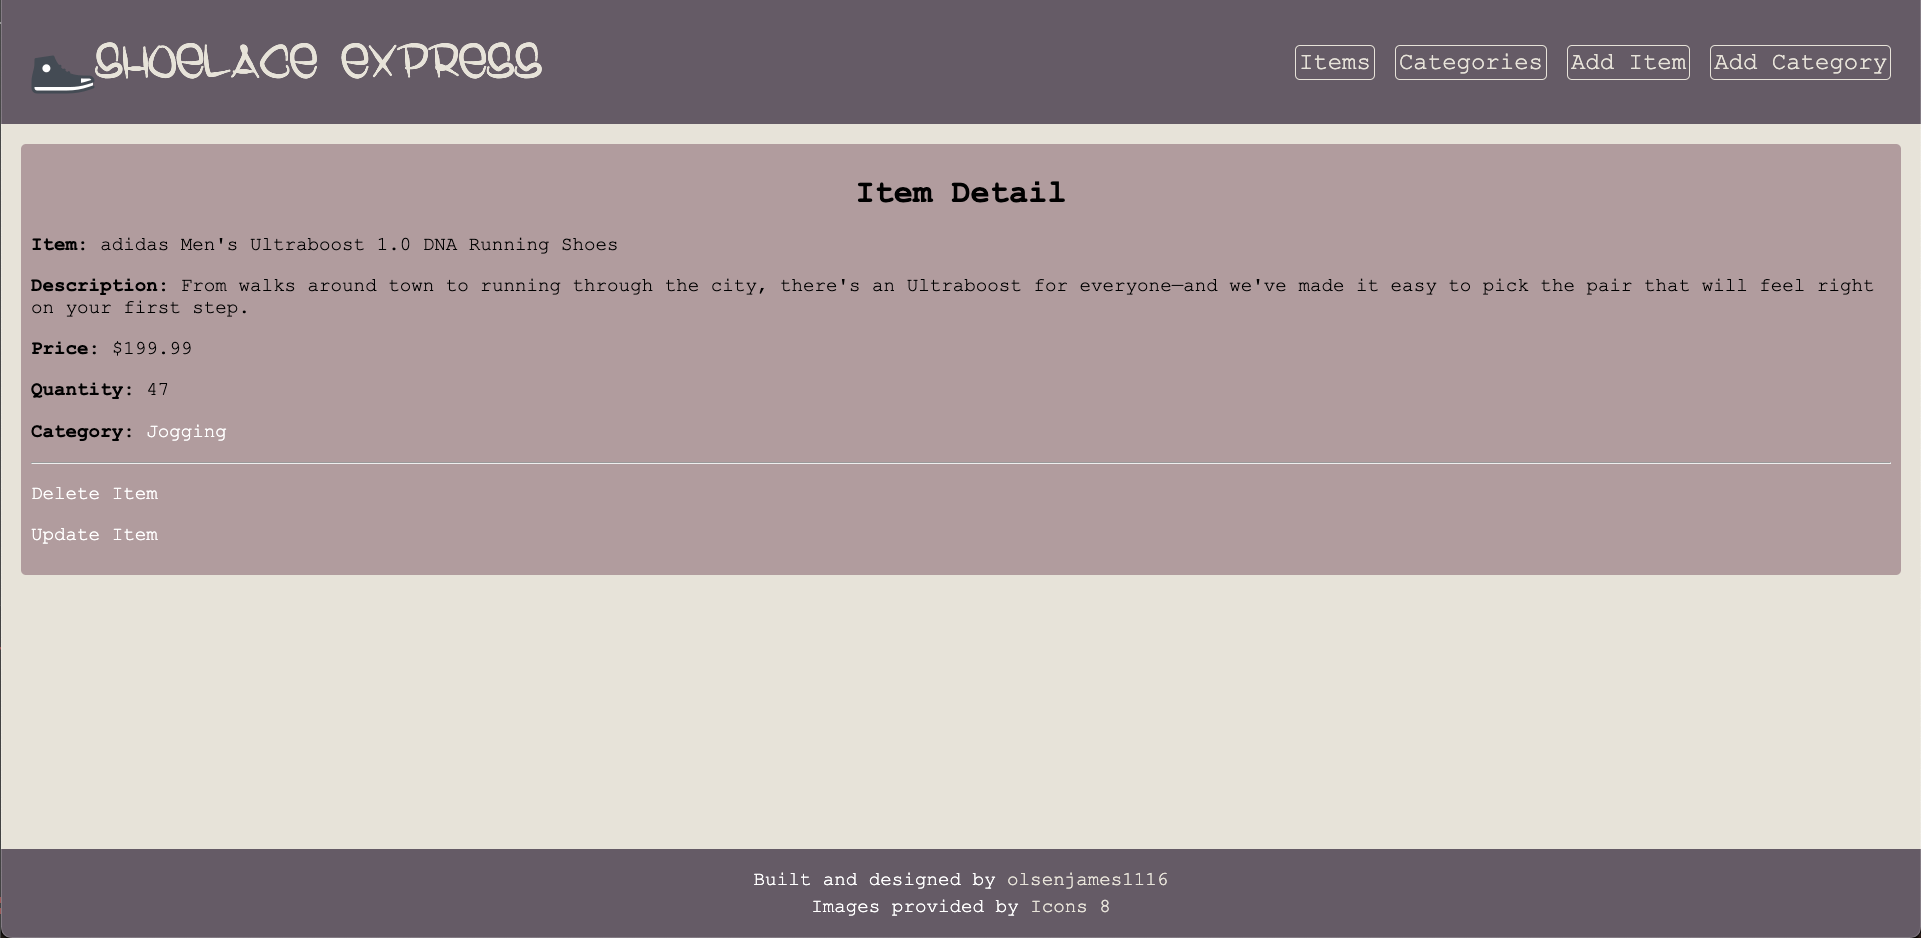 SHOELACE EXPRESS
Items Categories Add Item Add Category
Item Detail
Item: adidas Men's Ultraboost 1.0 DNA Running Shoes
Description: From walks around town to running through the city, there's an Ultraboost for everyone—and we've made it easy to pick the pair that will feel right
on your first step.
Price: $199.99
Quantity: 47
Category: Jogging
Delete Item
Update Item
Built and designed by olsenjames1116
Images provided by Icons 8